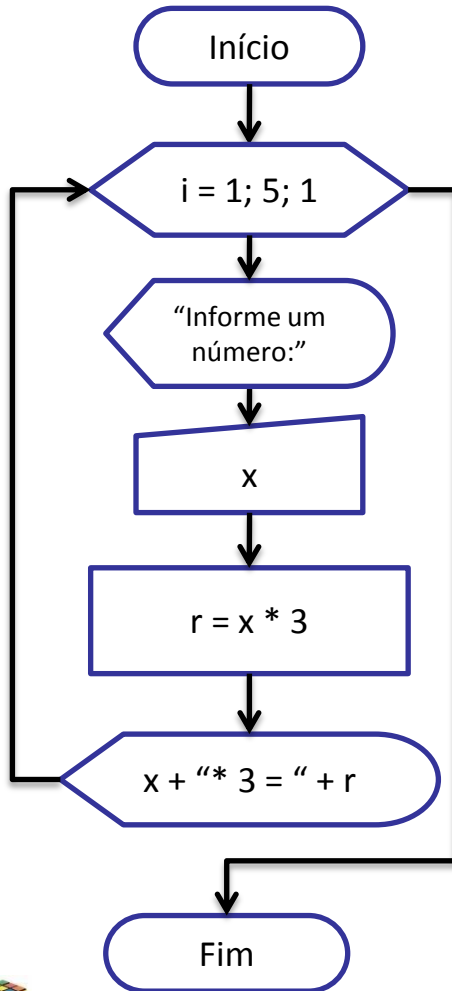 Início
i = 1; 5; 1
“Informe um
número:”
x
r = x * 3
x + “* 3 = “ + r
Fim